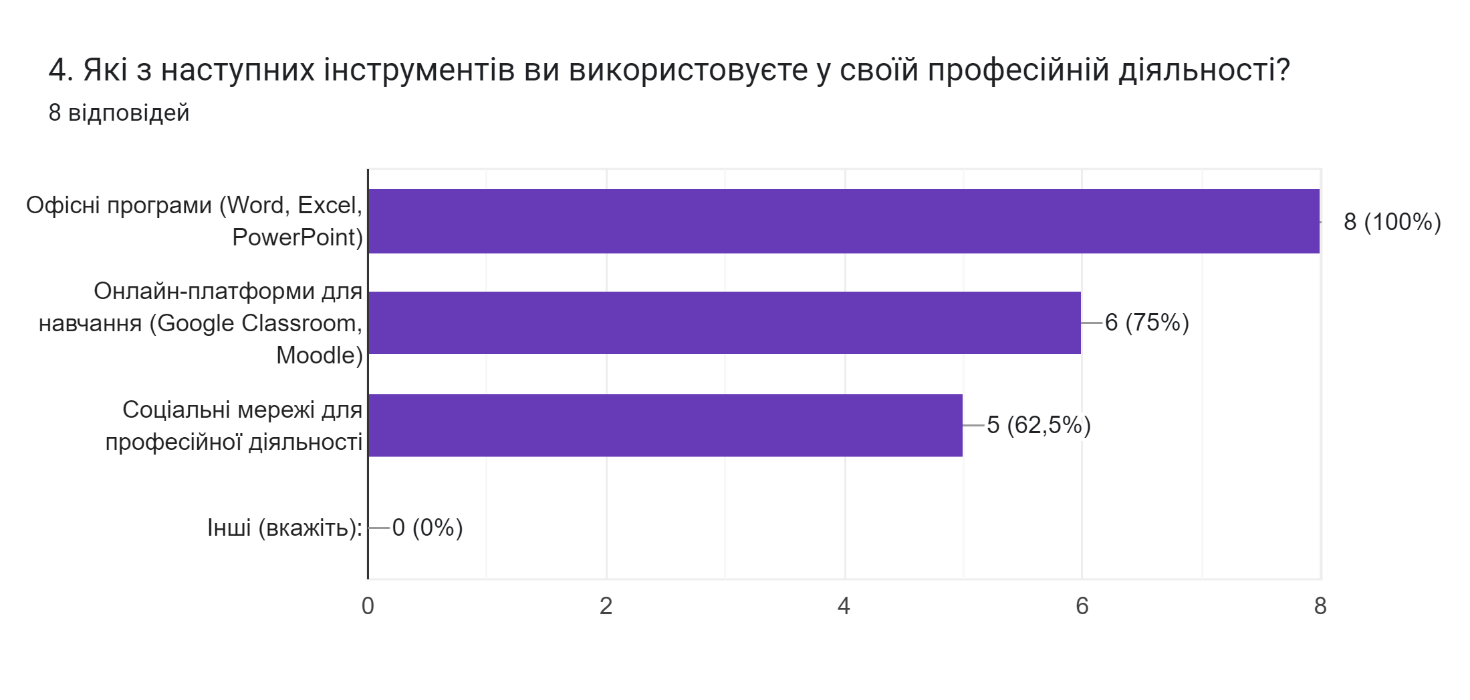 4. Які з наступних інструментів ви використовуєте у своїй професійній діяльності?
8 відповідей
Офісні програми (Word, Excel,
PowerPoint)
8 (100%)
Онлайн-платформи для
навчання (Google Classroom,
Moodle)
6 (75%)
Соціальні мережі для
професійної діяльності
5 (62,5%)
Інші (вкажіть):
0 (0%)
0 2 4 6 8